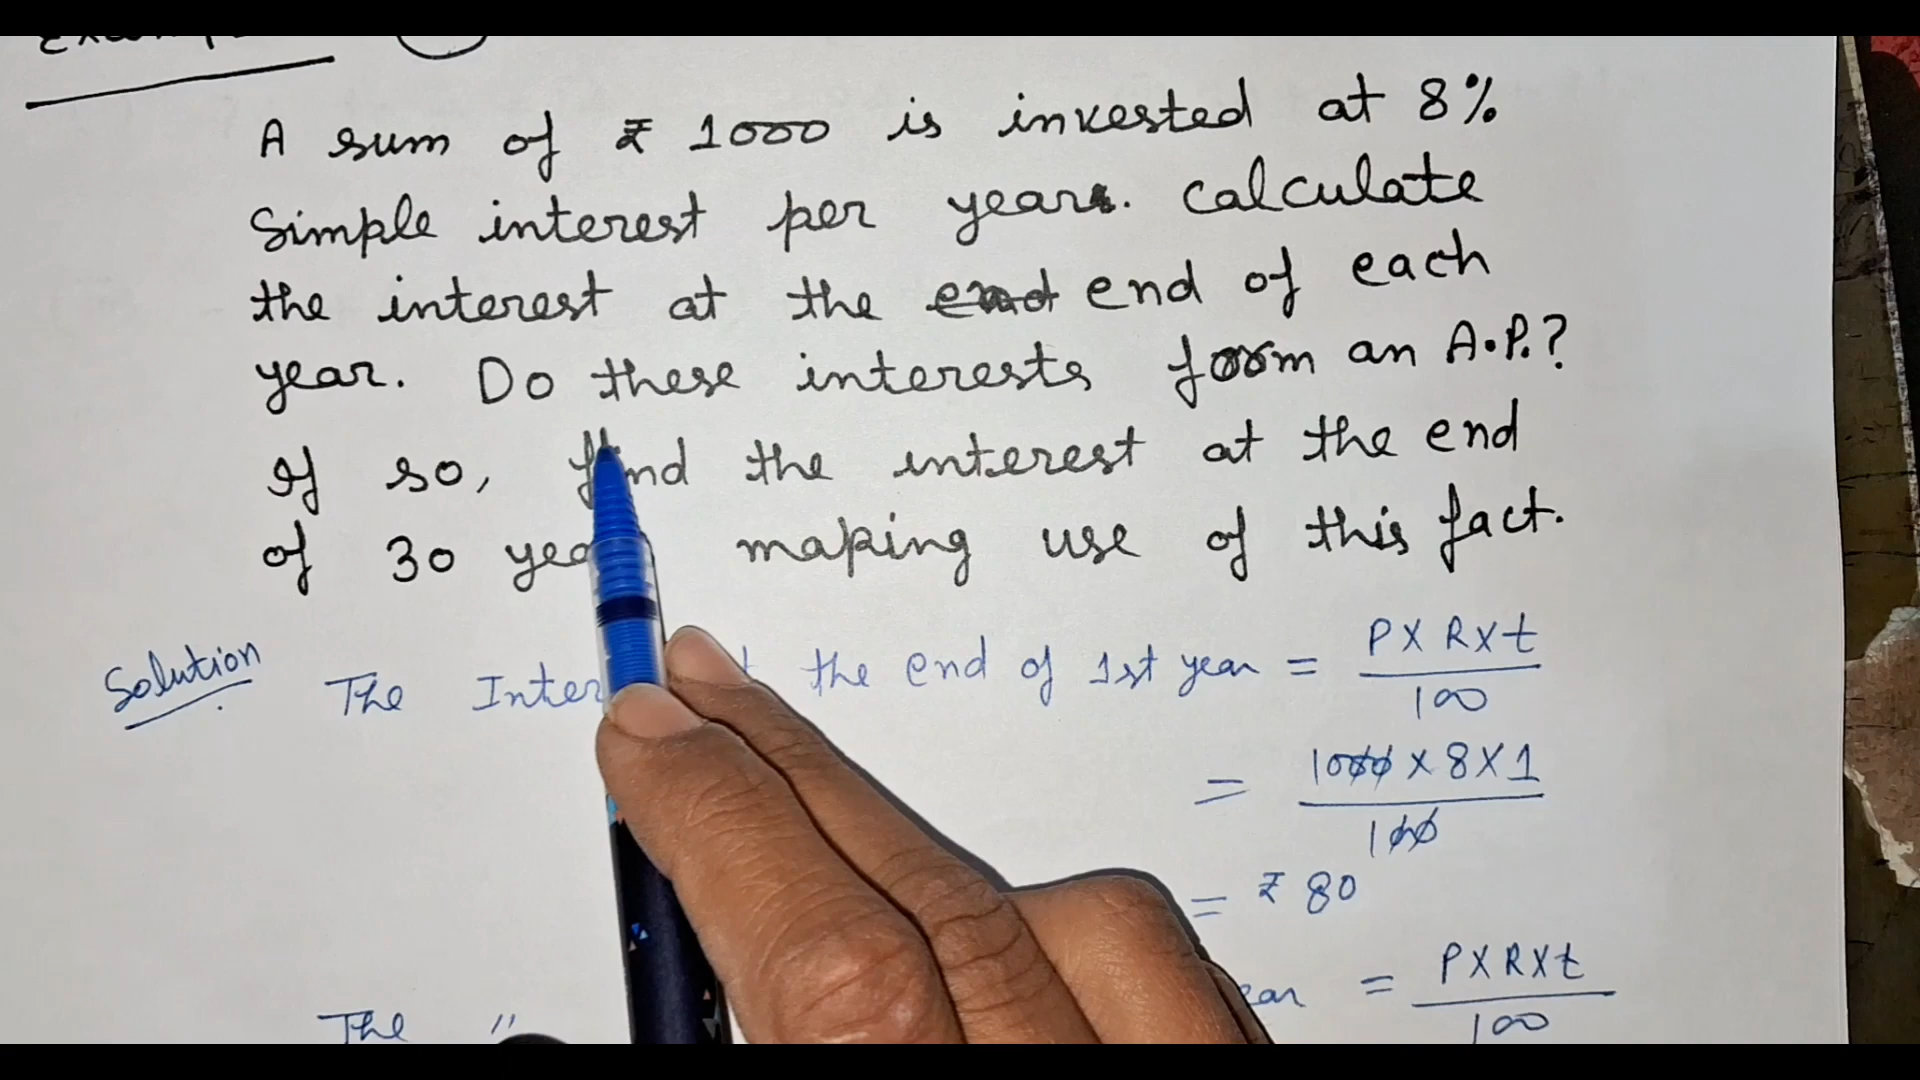 A sum of ₹ 1000 is invested at 8%
Simple interest per year. Calculate
the interest at the end end of each
year. Do these interests form an A.P.?
If so, find the interest at the end
of 30 making use of this fact.
Solution The the end of 1st year = P X R X t / 100
= 1000 X 8 X 1 / 100
= ₹ 80
The " = P X R X t / 100